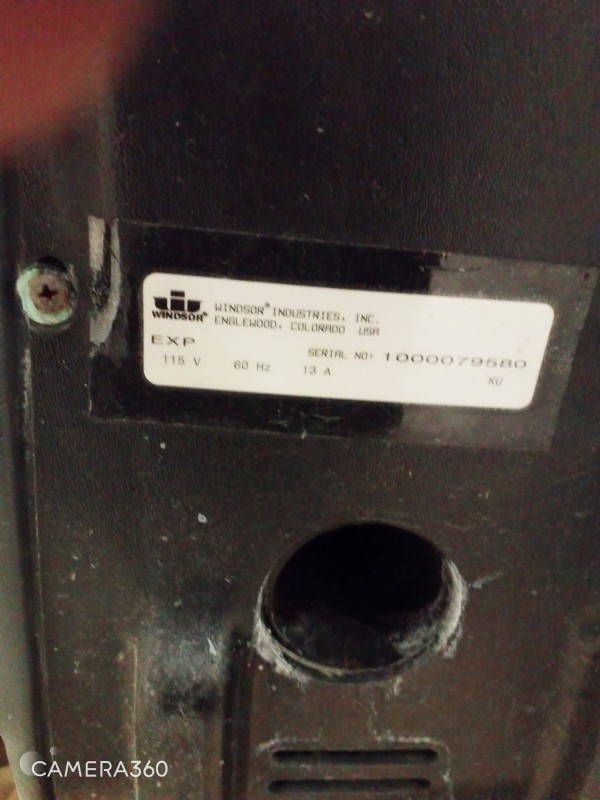 WINDSOR®
WINDSOR® INDUSTRIES, INC.
ENGLEWOOD, COLORADO USA
EXP
SERIAL NO: 1000079580
115 V 60 Hz 13 A
KU
CAMERA360